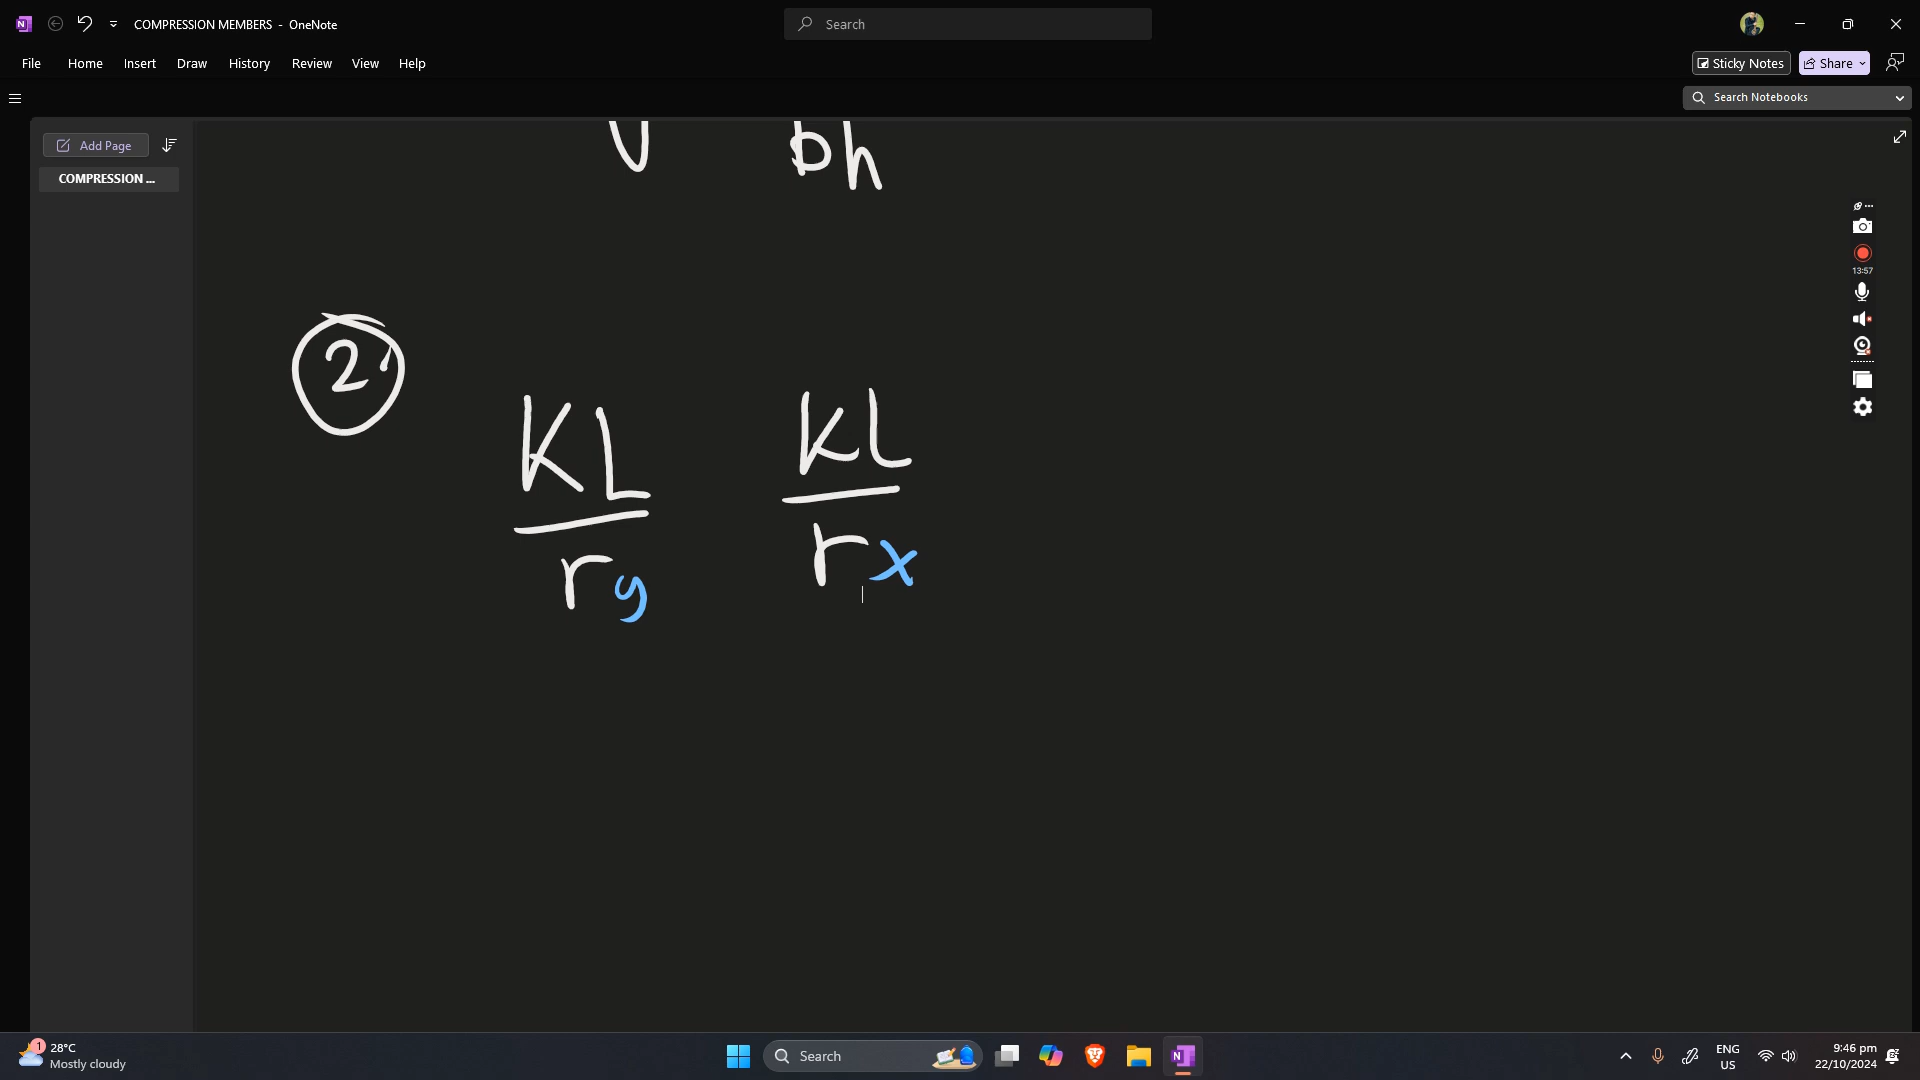 COMPRESSION MEMBERS - OneNote
Search
File Home Insert Draw History Review View Help
Sticky Notes
Share
Search Notebooks
Add Page
COMPRESSION ...
bh
13:57
2.
KL KL
ry rx
28°C
Mostly cloudy
Search
ENG
US
9:46 pm
22/10/2024